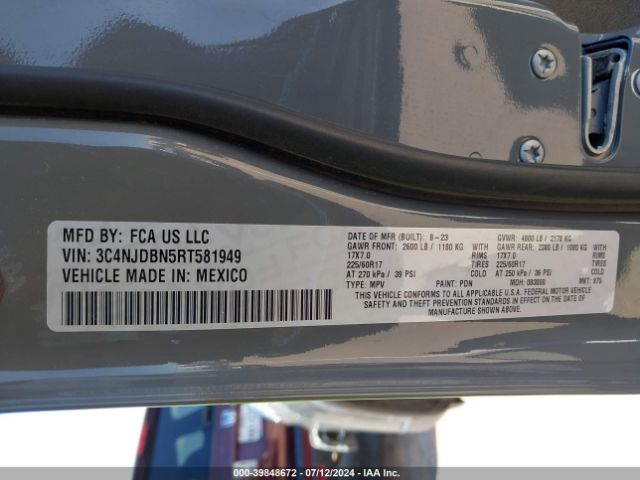 MFD BY: FCA US LLC
VIN: 3C4NJDBN5RT581949
VEHICLE MADE IN: MEXICO
DATE OF MFR (BUILT): 8-23 GVWR: 4800 LB / 2178 KG
GAWR FRONT: 2600 LB / 1180 KG GAWR REAR: 2380 LB / 1080 KG
17X7.0 RIMS 17X7.0 RIMS
225/60R17 TIRES 225/60R17 TIRES
AT 270 kPa / 39 PSI COLD AT 250 kPa / 36 PSI COLD
TYPE: MPV PAINT: PDN MDH: 083000 MKT:
THIS VEHICLE CONFORMS TO ALL APPLICABLE U.S.A. FEDERAL MOTOR VEHICLE
SAFETY AND THEFT PREVENTION STANDARDS IN EFFECT ON THE DATE OF
MANUFACTURE SHOWN ABOVE.
000-39848672 / 07/12/2024 / IAA Inc.